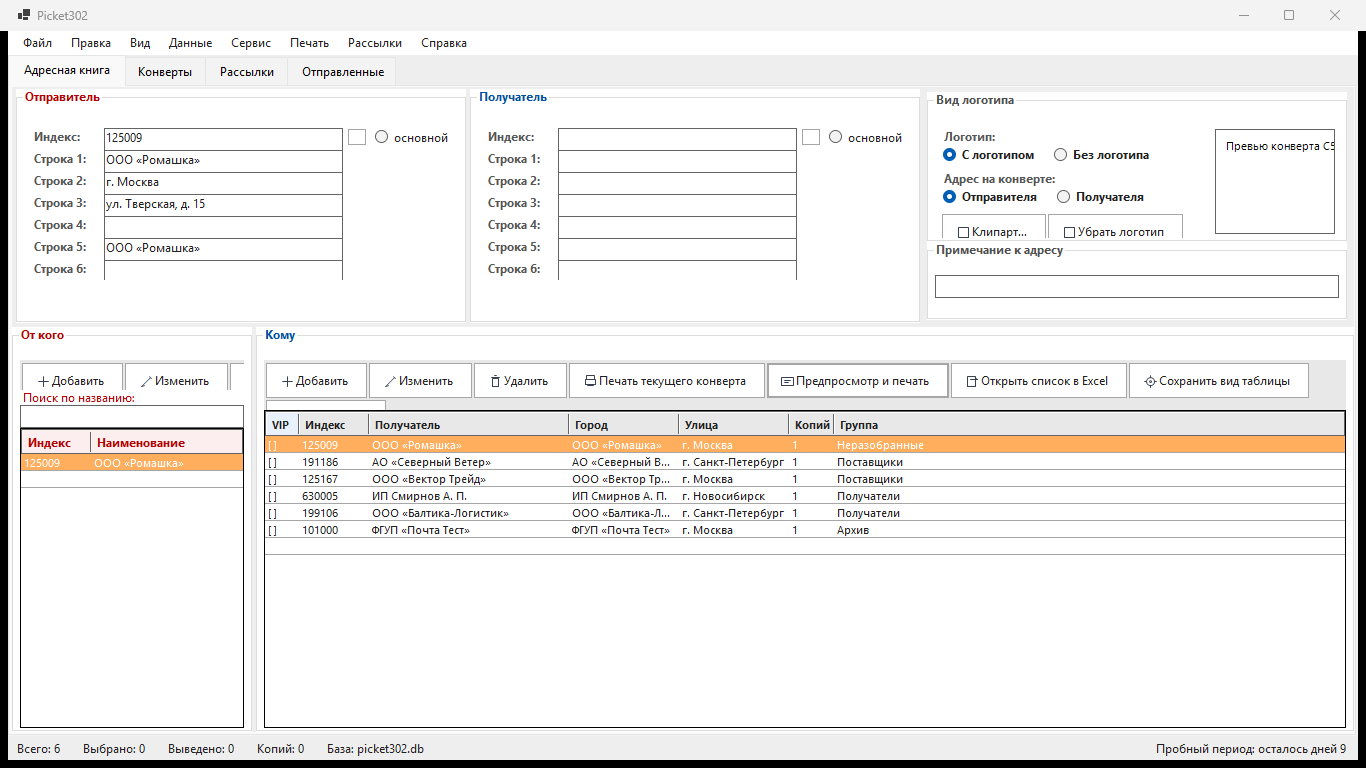 Picket302
Файл Правка Вид Данные Сервис Печать Рассылки Справка
Адресная книга Конверты Рассылки Отправленные
Отправитель
Индекс: 125009 основной
Строка 1: ООО «Ромашка»
Строка 2: г. Москва
Строка 3: ул. Тверская, д. 15
Строка 4:
Строка 5: ООО «Ромашка»
Строка 6:
Получатель
Индекс: основной
Строка 1:
Строка 2:
Строка 3:
Строка 4:
Строка 5:
Строка 6:
Вид логотипа
Логотип:
С логотипом Без логотипа
Адрес на конверте:
Отправителя Получателя
Клипарт... Убрать логотип
Превью конверта C5
Примечание к адресу
От кого
Добавить Изменить
Поиск по названию:
Индекс Наименование
125009 ООО «Ромашка»
Кому
Добавить Изменить Удалить Печать текущего конверта Предпросмотр и печать Открыть список в Excel Сохранить вид таблицы
VIP Индекс Получатель Город Улица Копий Группа
[ ] 125009 ООО «Ромашка» ООО «Ромашка» г. Москва 1 Неразобранные
[ ] 191186 АО «Северный Ветер» АО «Северный В... г. Санкт-Петербург 1 Поставщики
[ ] 125167 ООО «Вектор Трейд» ООО «Вектор Тр... г. Москва 1 Поставщики
[ ] 630005 ИП Смирнов А. П. ИП Смирнов А. П. г. Новосибирск 1 Получатели
[ ] 199106 ООО «Балтика-Логистик» ООО «Балтика-Л... г. Санкт-Петербург 1 Получатели
[ ] 101000 ФГУП «Почта Тест» ФГУП «Почта Тест» г. Москва 1 Архив
Всего: 6 Выбрано: 0 Выведено: 0 Копий: 0 База: picket302.db Пробный период: осталось дней 9